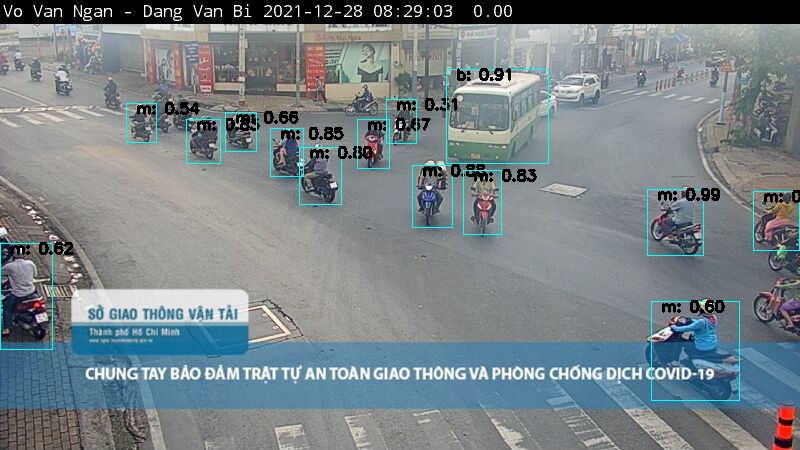 Vo Van Ngan - Dang Van Bi 2021-12-28 08:29:03 0.00
b: 0.91
m: 0.54
m: 0.66
m: 0.31
m: 0.85
m: 0.67
m: 0.80
m: 0.83
m: 0.99
m: 0.62
m: 0.60
SỞ GIAO THÔNG VẬN TẢI
Thành phố Hồ Chí Minh
CHUNG TAY BẢO ĐẢM TRẬT TỰ AN TOÀN GIAO THÔNG VÀ PHÒNG CHỐNG DỊCH COVID-19